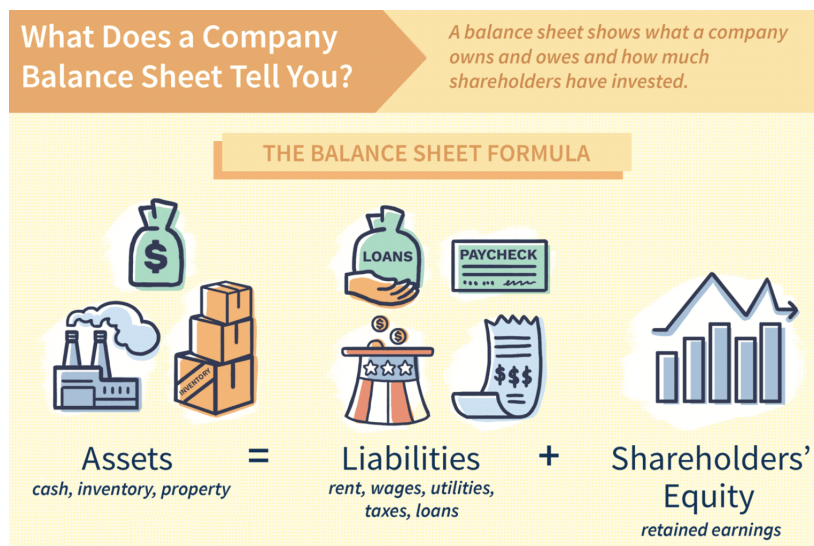 What Does a Company
Balance Sheet Tell You?
A balance sheet shows what a company
owns and owes and how much
shareholders have invested.
THE BALANCE SHEET FORMULA
$
INVENTORY
LOANS
PAYCHECK
$
$
$$$
Assets
cash, inventory, property
=
Liabilities
rent, wages, utilities,
taxes, loans
+
Shareholders'
Equity
retained earnings